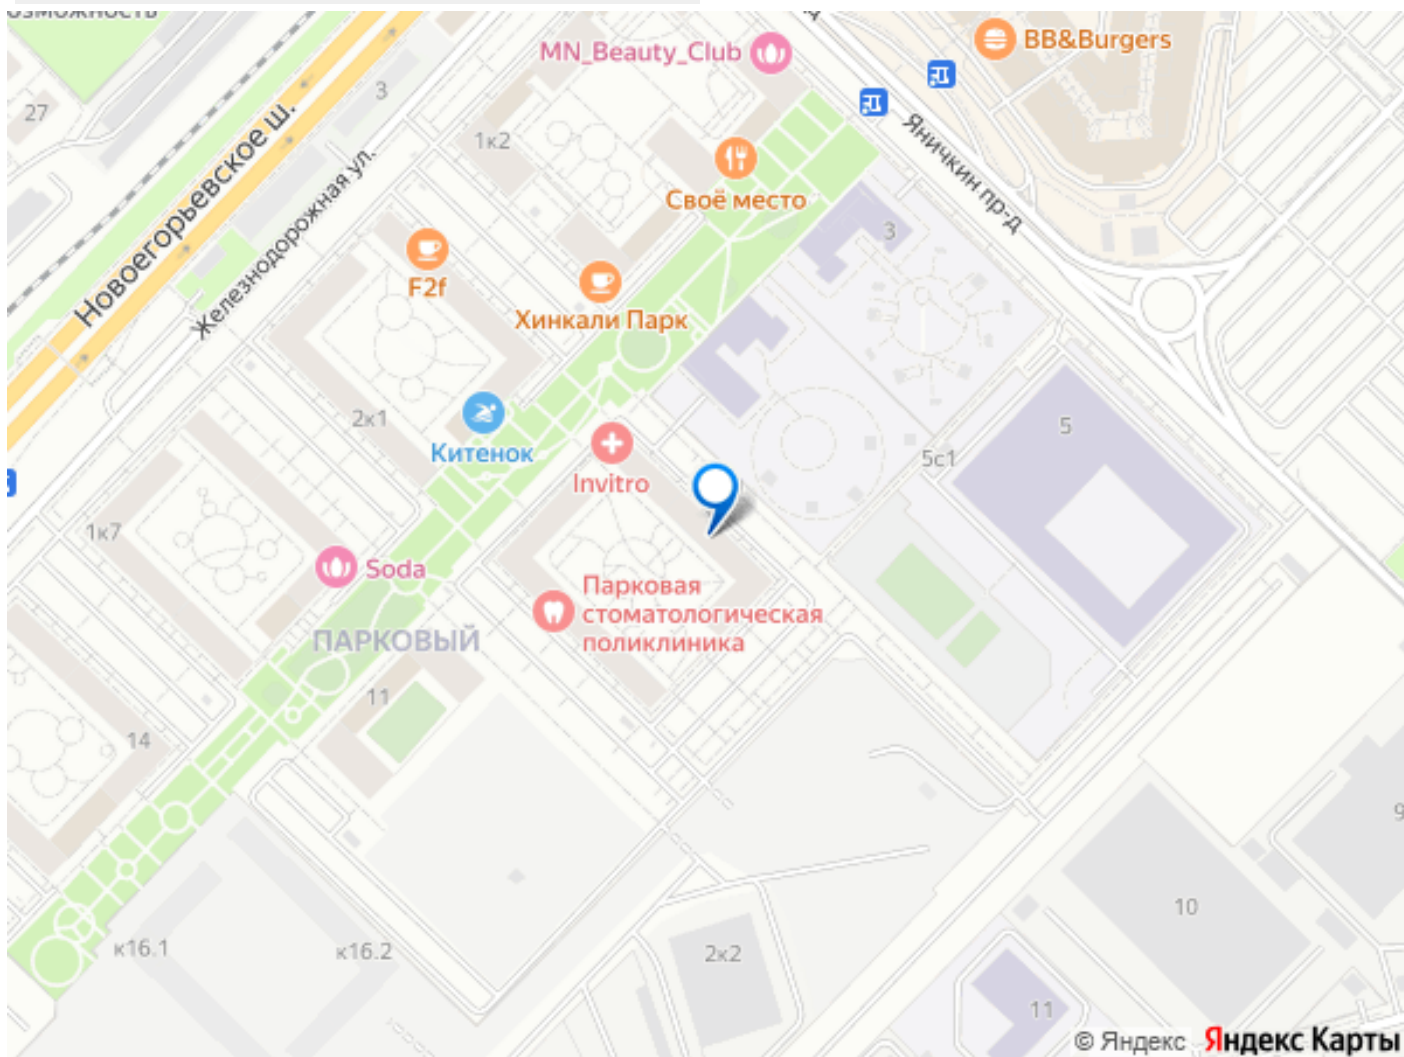 MN_Beauty_Club
BB&Burgers
27
3
1к2
Новоегорьевское ш.
Железнодорожная ул.
Яничкин пр-д
Своё место
3
F2f
Хинкали Парк
2к1
Китенок
Invitro
5
5с1
1к7
Soda
Парковая
стоматологическая
поликлиника
ПАРКОВЫЙ
11
14
9
10
к16.1
к16.2
2к2
11
© Яндекс Яндекс Карты